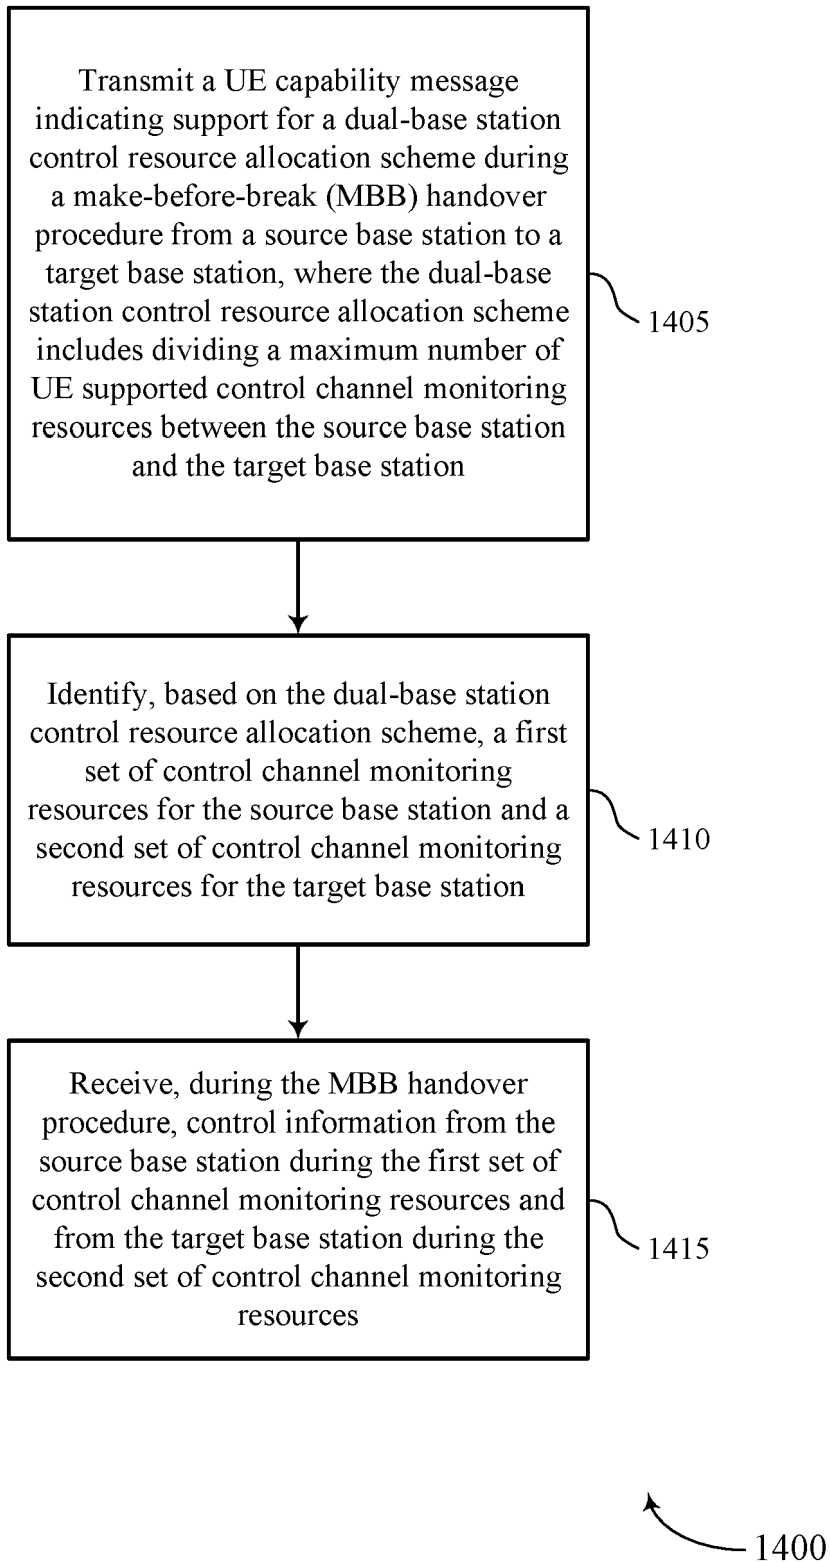 Transmit a UE capability message
indicating support for a dual-base station
control resource allocation scheme during
a make-before-break (MBB) handover
procedure from a source base station to a
target base station, where the dual-base
station control resource allocation scheme
includes dividing a maximum number of
UE supported control channel monitoring
resources between the source base station
and the target base station
1405
Identify, based on the dual-base station
control resource allocation scheme, a first
set of control channel monitoring
resources for the source base station and a
second set of control channel monitoring
resources for the target base station
1410
Receive, during the MBB handover
procedure, control information from the
source base station during the first set of
control channel monitoring resources and
from the target base station during the
second set of control channel monitoring
resources
1415
1400